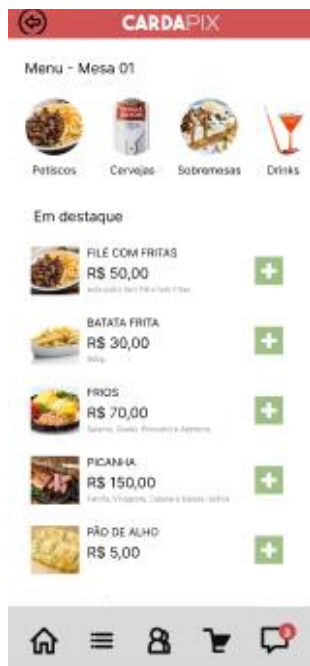 CARDAPIX
Menu - Mesa 01
Petiscos Cervejas Sobremesas Drinks
Em destaque
FILÉ COM FRITAS
R$ 50,00
BATATA FRITA
R$ 30,00
FRIOS
R$ 70,00
PICANHA
R$ 150,00
PÃO DE ALHO
R$ 5,00